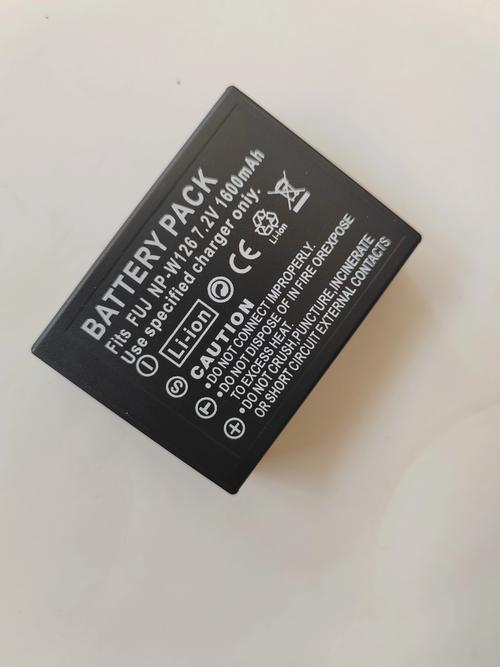 BATTERY PACK
Fits FUJ NP-W126 7.2V 1600mAh
Use specified charger only.
Li-ion CE Li-ion
CAUTION
•DO NOT CONNECT IMPROPERLY.
•DO NOT DISPOSE OF IN FIRE OREXPOSE
TO EXCESS HEAT.
•DO NOT CRUSH, PUNCTURE, INCINERATE
OR SHORT CIRCUIT EXTERNAL CONTACTS
− S T +